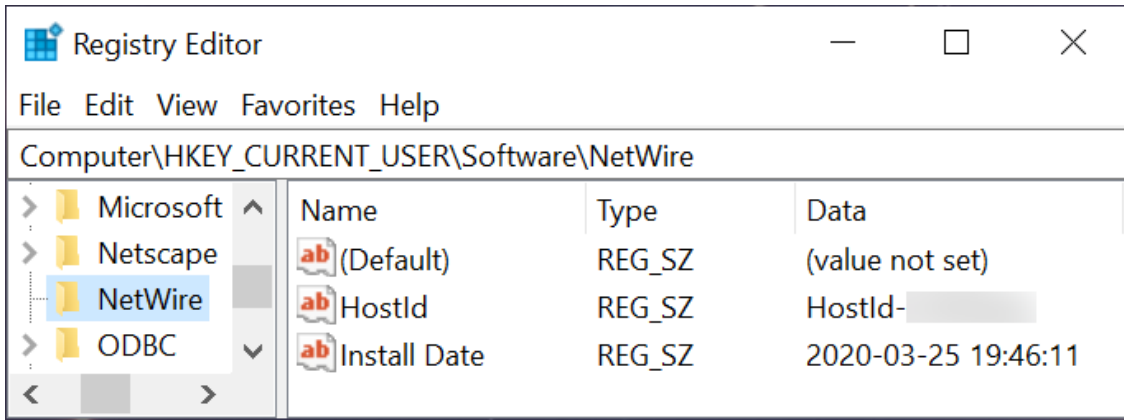 Registry Editor
File Edit View Favorites Help
Computer\HKEY_CURRENT_USER\Software\NetWire
Microsoft
Netscape
NetWire
ODBC
Name Type Data
(Default) REG_SZ (value not set)
HostId REG_SZ HostId-
Install Date REG_SZ 2020-03-25 19:46:11